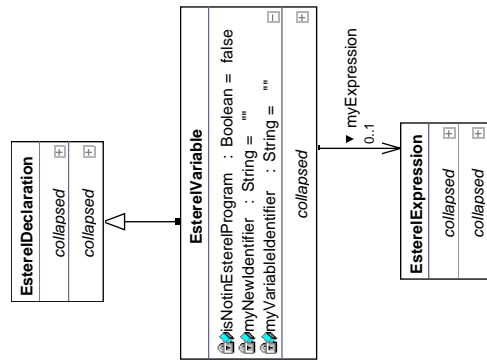 EsterelDeclaration
collapsed
collapsed
EsterelVariable
isNotinEsterelProgram : Boolean = false
myNewIdentifier : String = ""
myVariableIdentifier : String = ""
collapsed
myExpression
0..1
EsterelExpression
collapsed
collapsed